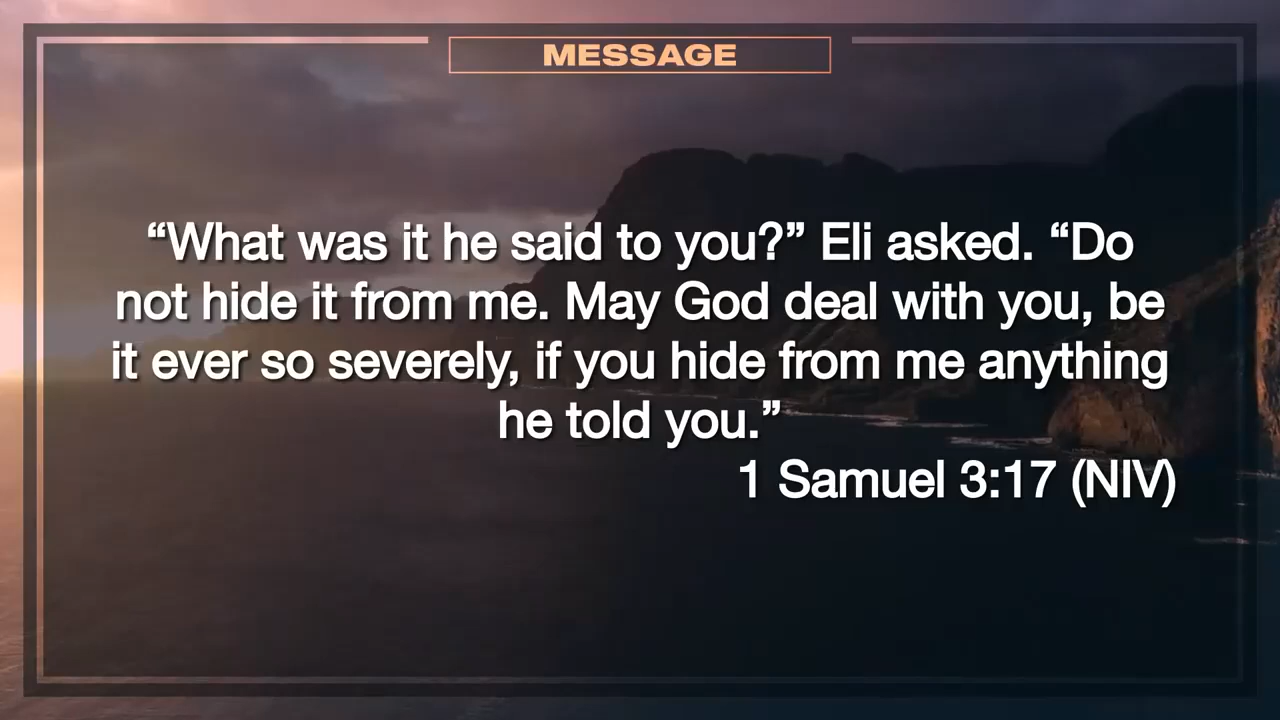 MESSAGE
“What was it he said to you?” Eli asked. “Do
not hide it from me. May God deal with you, be
it ever so severely, if you hide from me anything
he told you.”
1 Samuel 3:17 (NIV)